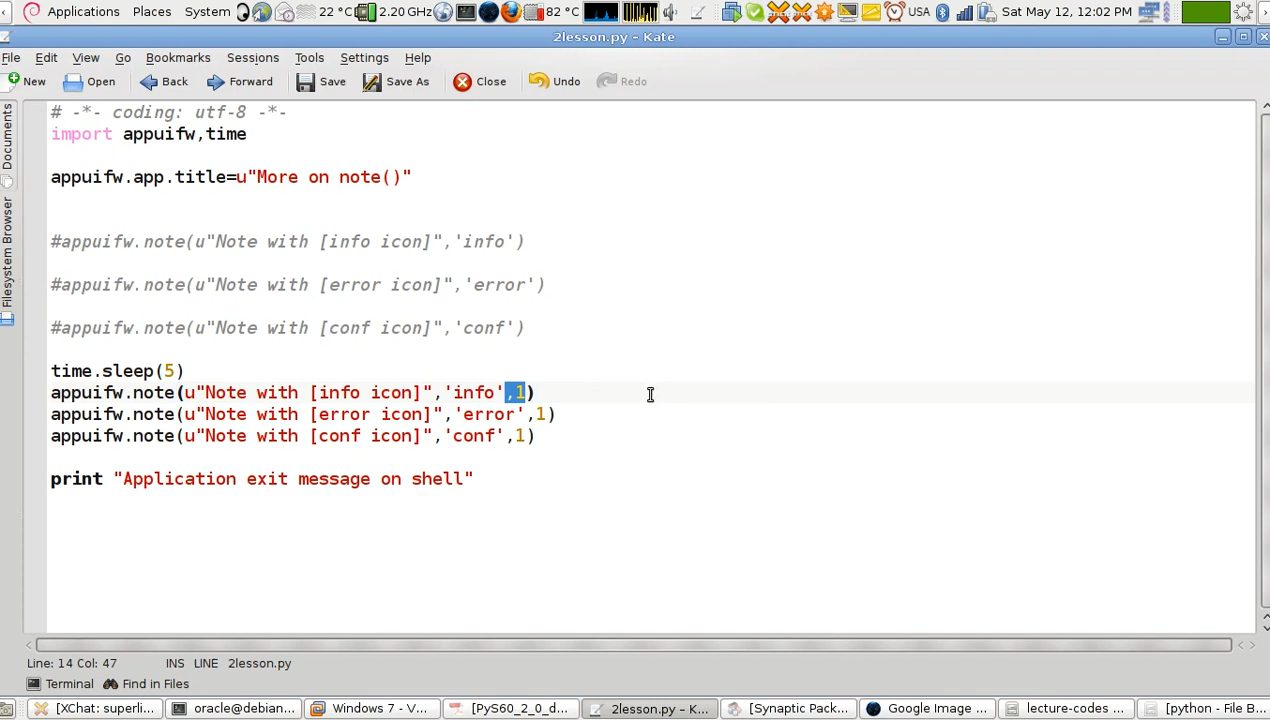 Applications Places System 22 °C 2.20 GHz 82 °C USA Sat May 12, 12:02 PM
2lesson.py - Kate
File Edit View Go Bookmarks Sessions Tools Settings Help
New Open Back Forward Save Save As Close Undo Redo
Documents
Filesystem Browser
# -*- coding: utf-8 -*-
import appuifw,time
appuifw.app.title=u"More on note()"
#appuifw.note(u"Note with [info icon]",'info')
#appuifw.note(u"Note with [error icon]",'error')
#appuifw.note(u"Note with [conf icon]",'conf')
time.sleep(5)
appuifw.note(u"Note with [info icon]",'info',1)
appuifw.note(u"Note with [error icon]",'error',1)
appuifw.note(u"Note with [conf icon]",'conf',1)
print "Application exit message on shell"
Line: 14 Col: 47 INS LINE 2lesson.py
Terminal Find in Files
[XChat: superli... oracle@debian... Windows 7 - V... [PyS60_2_0_d... 2lesson.py – K... [Synaptic Pack... Google Image ... lecture-codes ... [python - File B...